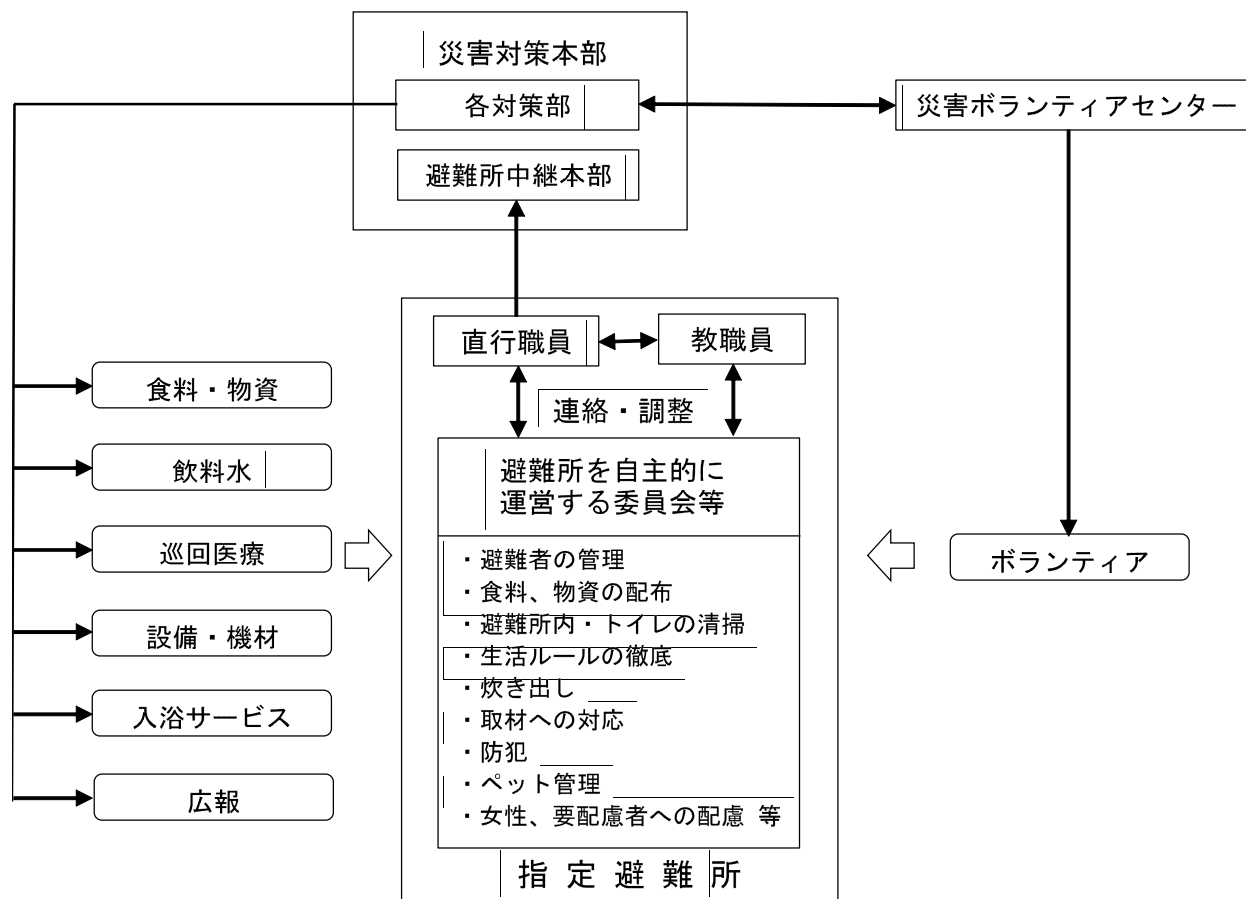 災害対策本部
各対策部
災害ボランティアセンター
避難所中継本部
直行職員
教職員
連絡・調整
食料・物資
飲料水
巡回医療
設備・機材
入浴サービス
広報
避難所を自主的に
運営する委員会等
・避難者の管理
・食料、物資の配布
・避難所内・トイレの清掃
・生活ルールの徹底
・炊き出し
・取材への対応
・防犯
・ペット管理
・女性、要配慮者への配慮 等
ボランティア
指定避難所